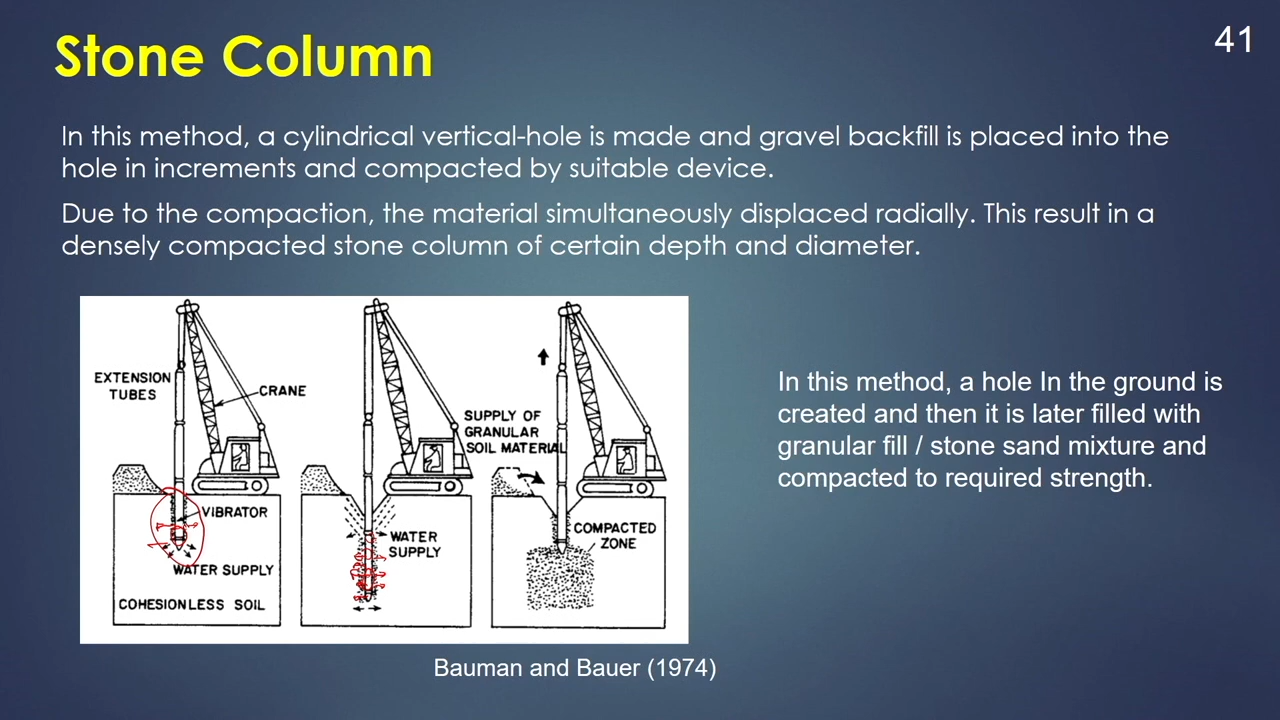 41
Stone Column
In this method, a cylindrical vertical-hole is made and gravel backfill is placed into the
hole in increments and compacted by suitable device.
Due to the compaction, the material simultaneously displaced radially. This result in a
densely compacted stone column of certain depth and diameter.
EXTENSION
TUBES
CRANE
VIBRATOR
WATER SUPPLY
COHESIONLESS SOIL
WATER
SUPPLY
SUPPLY OF
GRANULAR
SOIL MATERIAL
COMPACTED
ZONE
In this method, a hole In the ground is
created and then it is later filled with
granular fill / stone sand mixture and
compacted to required strength.
Bauman and Bauer (1974)